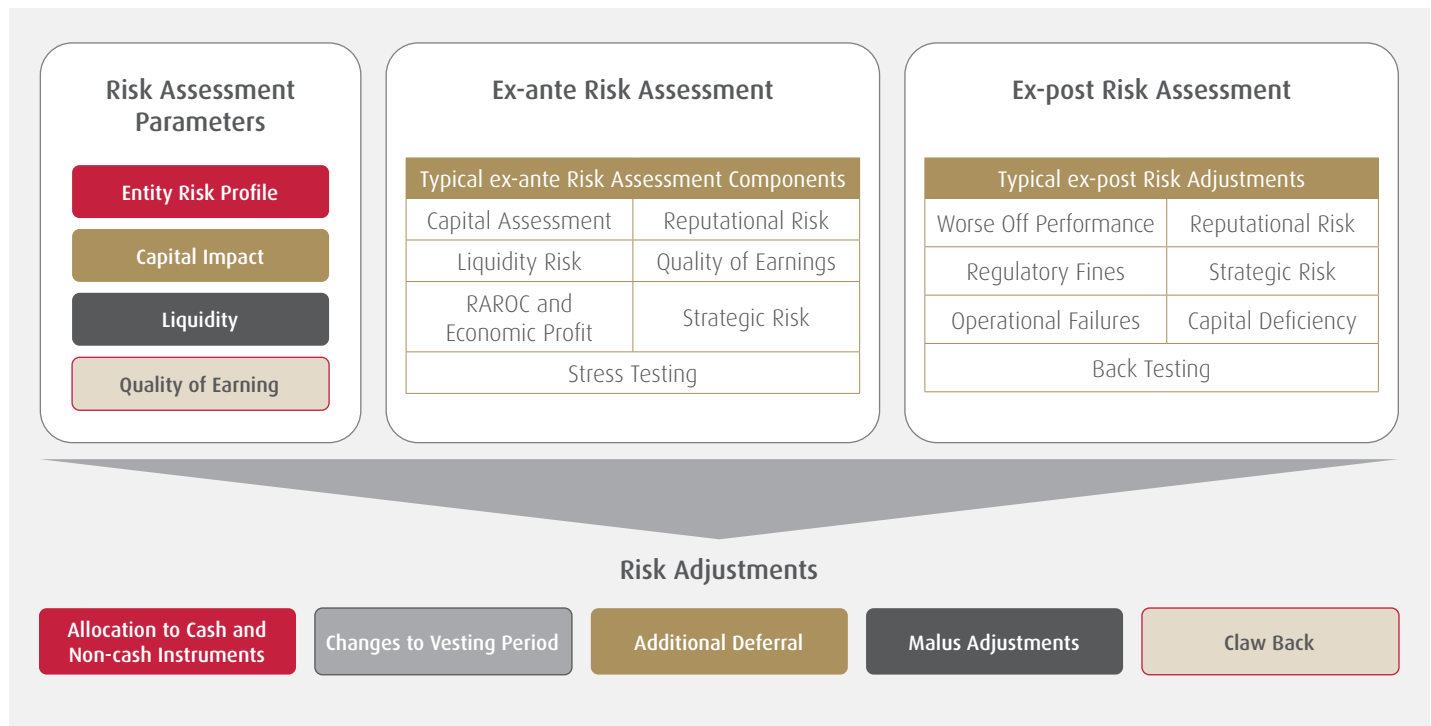 Risk Assessment
Parameters
Entity Risk Profile
Capital Impact
Liquidity
Quality of Earning
Ex-ante Risk Assessment
Typical ex-ante Risk Assessment Components
Capital Assessment
Reputational Risk
Liquidity Risk
Quality of Earnings
RAROC and
Economic Profit
Strategic Risk
Stress Testing
Ex-post Risk Assessment
Typical ex-post Risk Adjustments
Worse Off Performance
Reputational Risk
Regulatory Fines
Strategic Risk
Operational Failures
Capital Deficiency
Back Testing
Risk Adjustments
Allocation to Cash and
Non-cash Instruments
Changes to Vesting Period
Additional Deferral
Malus Adjustments
Claw Back